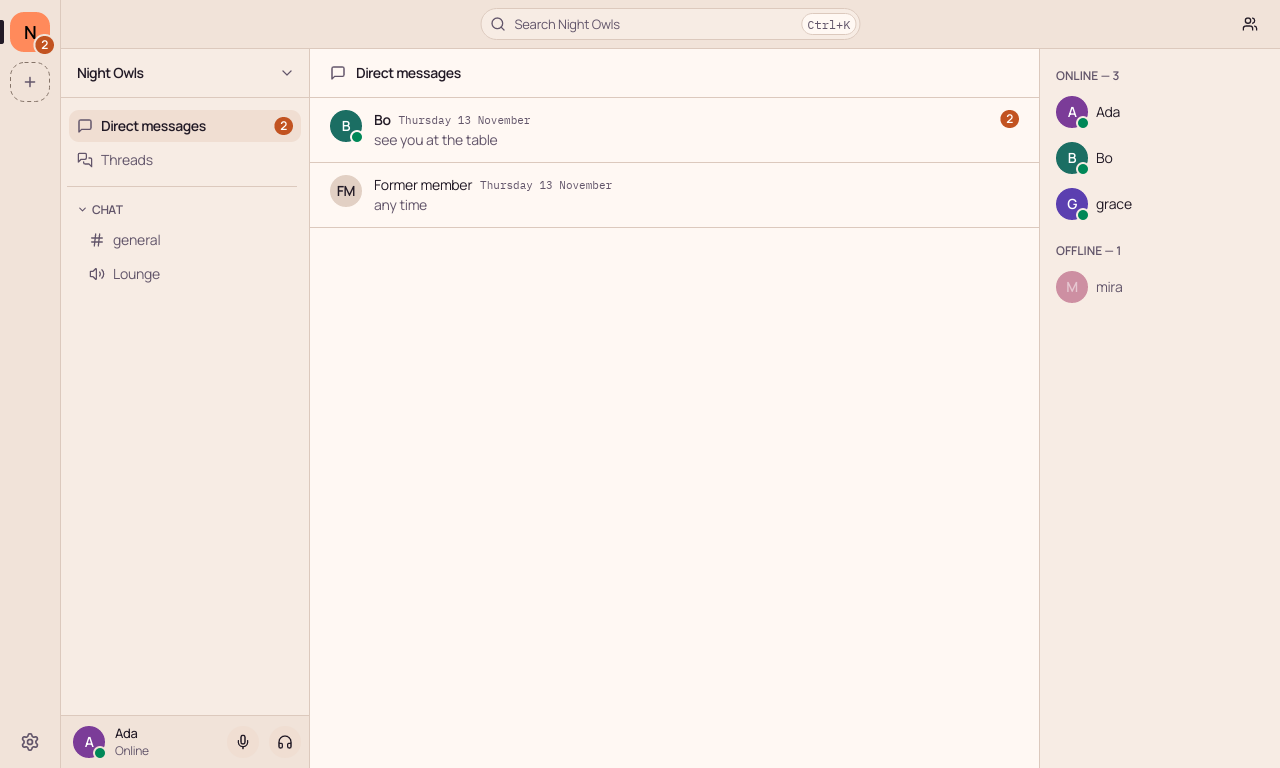 N
2
Search Night Owls
Ctrl+K
Night Owls
Direct messages
2
Threads
CHAT
general
Lounge
A
Ada
Online
Direct messages
B
Bo Thursday 13 November
2
see you at the table
FM
Former member Thursday 13 November
any time
ONLINE — 3
A
Ada
B
Bo
G
grace
OFFLINE — 1
M
mira